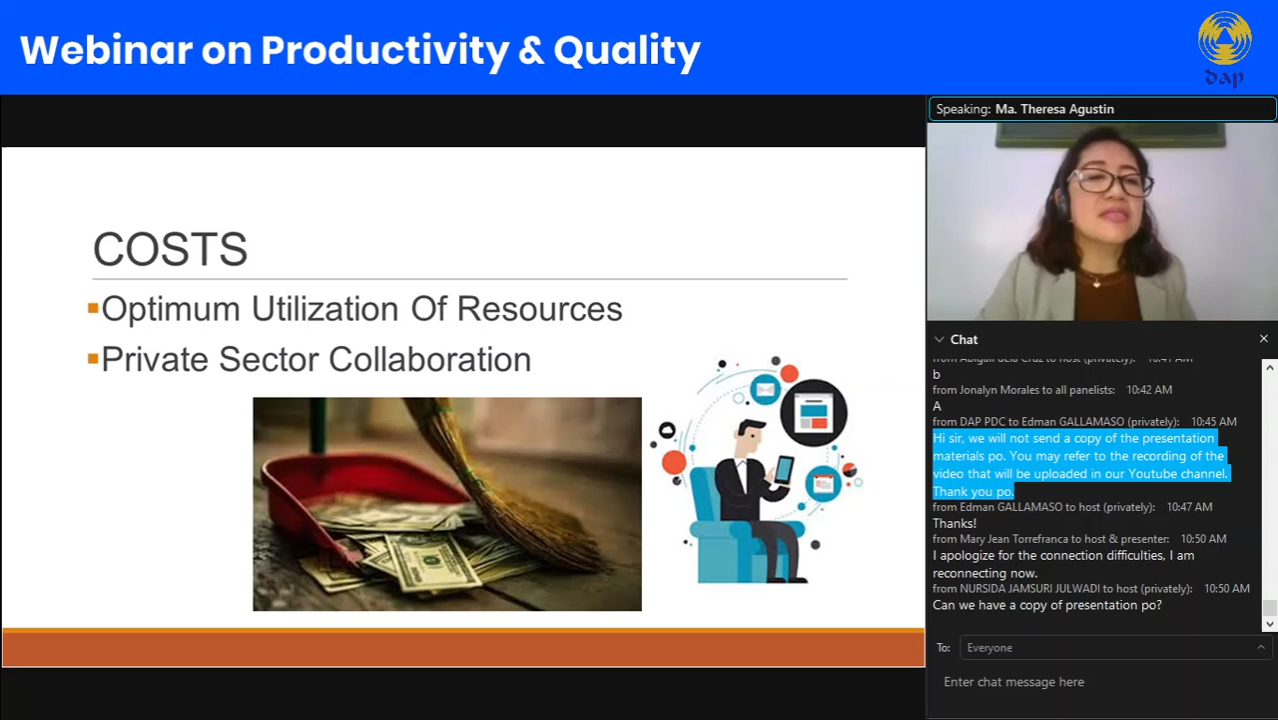 Webinar on Productivity & Quality
dap
Speaking: Ma. Theresa Agustin
COSTS
Optimum Utilization Of Resources
Private Sector Collaboration
Chat
from Abigail dela Cruz to host (privately): 10:41 AM
b
from Jonalyn Morales to all panelists: 10:42 AM
A
from DAP PDC to Edman GALLAMASO (privately): 10:45 AM
Hi sir, we will not send a copy of the presentation
materials po. You may refer to the recording of the
video that will be uploaded in our Youtube channel.
Thank you po.
from Edman GALLAMASO to host (privately): 10:47 AM
Thanks!
from Mary Jean Torrefranca to host & presenter: 10:50 AM
I apologize for the connection difficulties, I am
reconnecting now.
from NURSIDA JAMSURI JULWADI to host (privately): 10:50 AM
Can we have a copy of presentation po?
To: Everyone
Enter chat message here